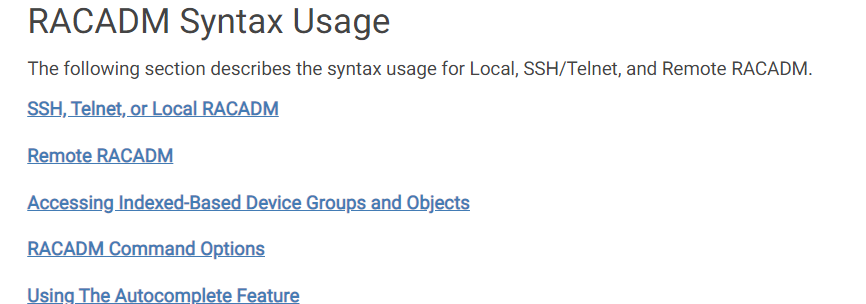 RACADM Syntax Usage
The following section describes the syntax usage for Local, SSH/Telnet, and Remote RACADM.
SSH, Telnet, or Local RACADM
Remote RACADM
Accessing Indexed-Based Device Groups and Objects
RACADM Command Options
Using The Autocomplete Feature